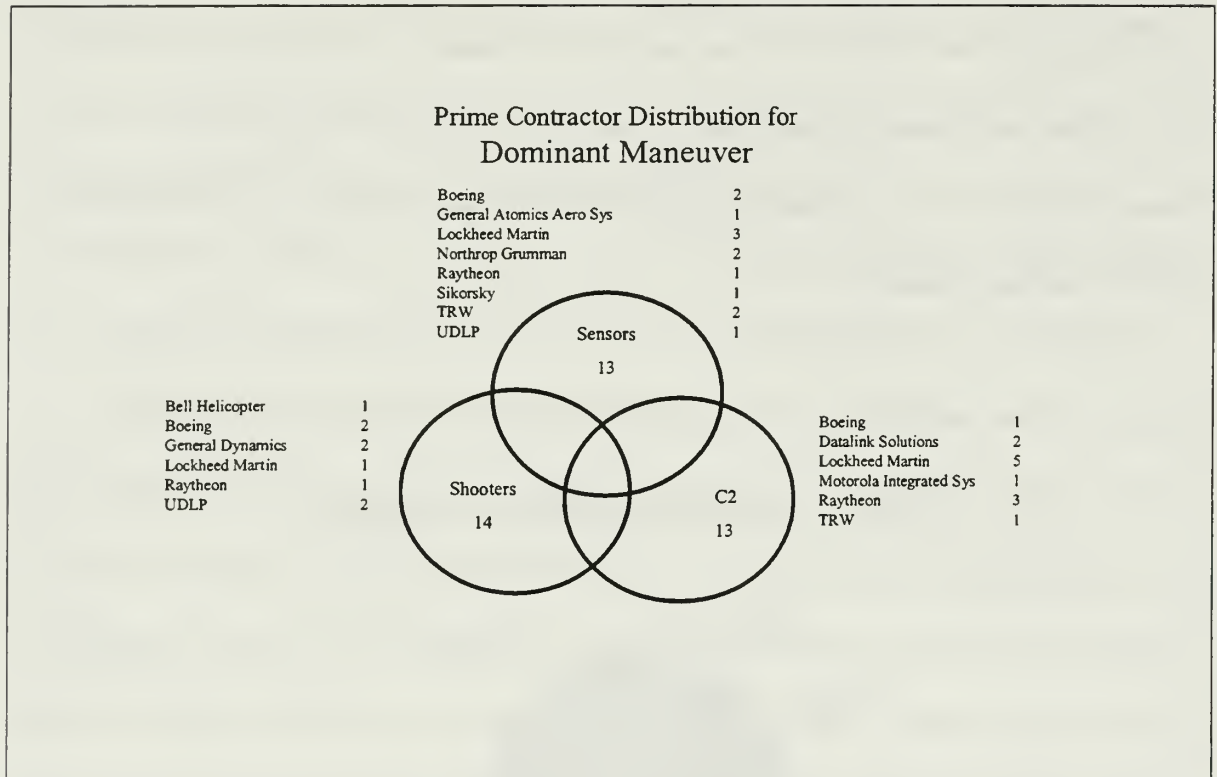 Prime Contractor Distribution for
Dominant Maneuver
Boeing 2
General Atomics Aero Sys 1
Lockheed Martin 3
Northrop Grumman 2
Raytheon 1
Sikorsky 1
TRW 2
UDLP 1
Sensors
13
Bell Helicopter 1
Boeing 2
General Dynamics 2
Lockheed Martin 1
Raytheon 1
UDLP 2
Shooters
14
C2
13
Boeing 1
Datalink Solutions 2
Lockheed Martin 5
Motorola Integrated Sys 1
Raytheon 3
TRW 1